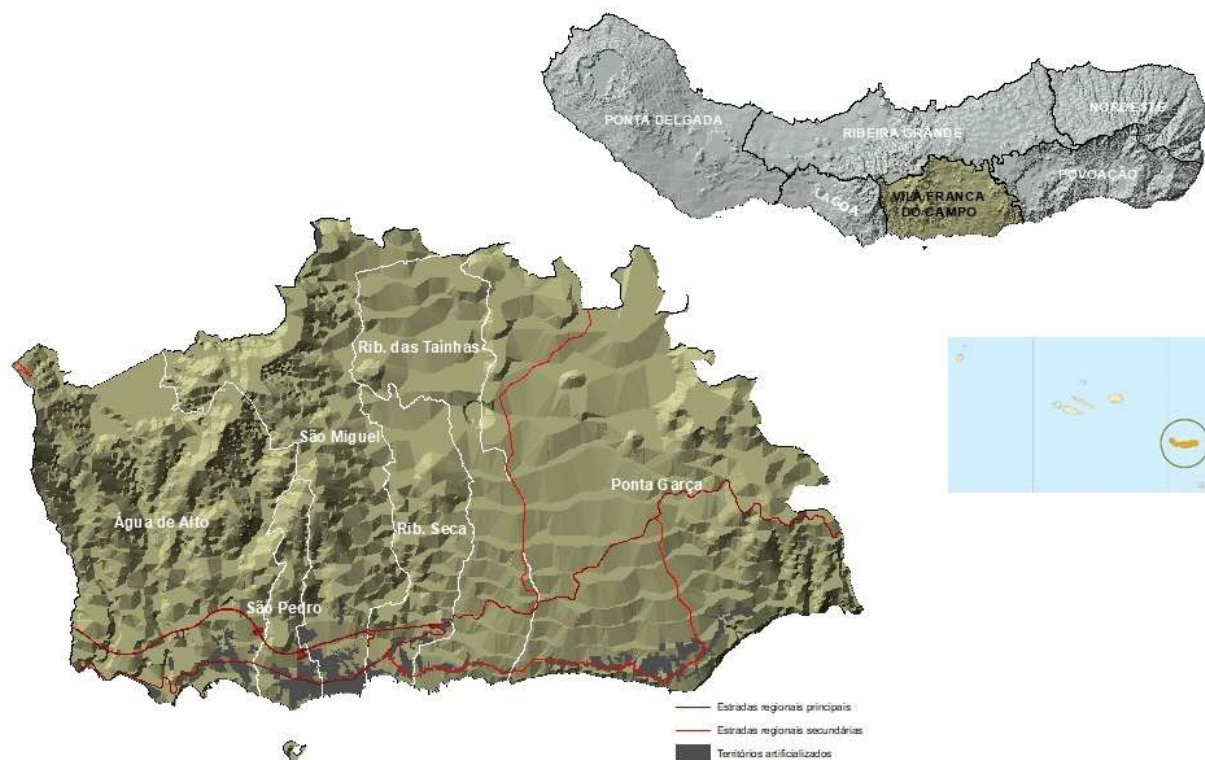 PONTA DELGADA
RIBEIRA GRANDE
NORDESTE
POVOAÇÃO
LAGOA
VILA FRANCA
DO CAMPO
Rib. das Taínhas
São Miguel
Ponta Garça
Água de Alto
Rib. Seca
São Pedro
Estradas regionais principais
Estradas regionais secundárias
Territórios artificializados